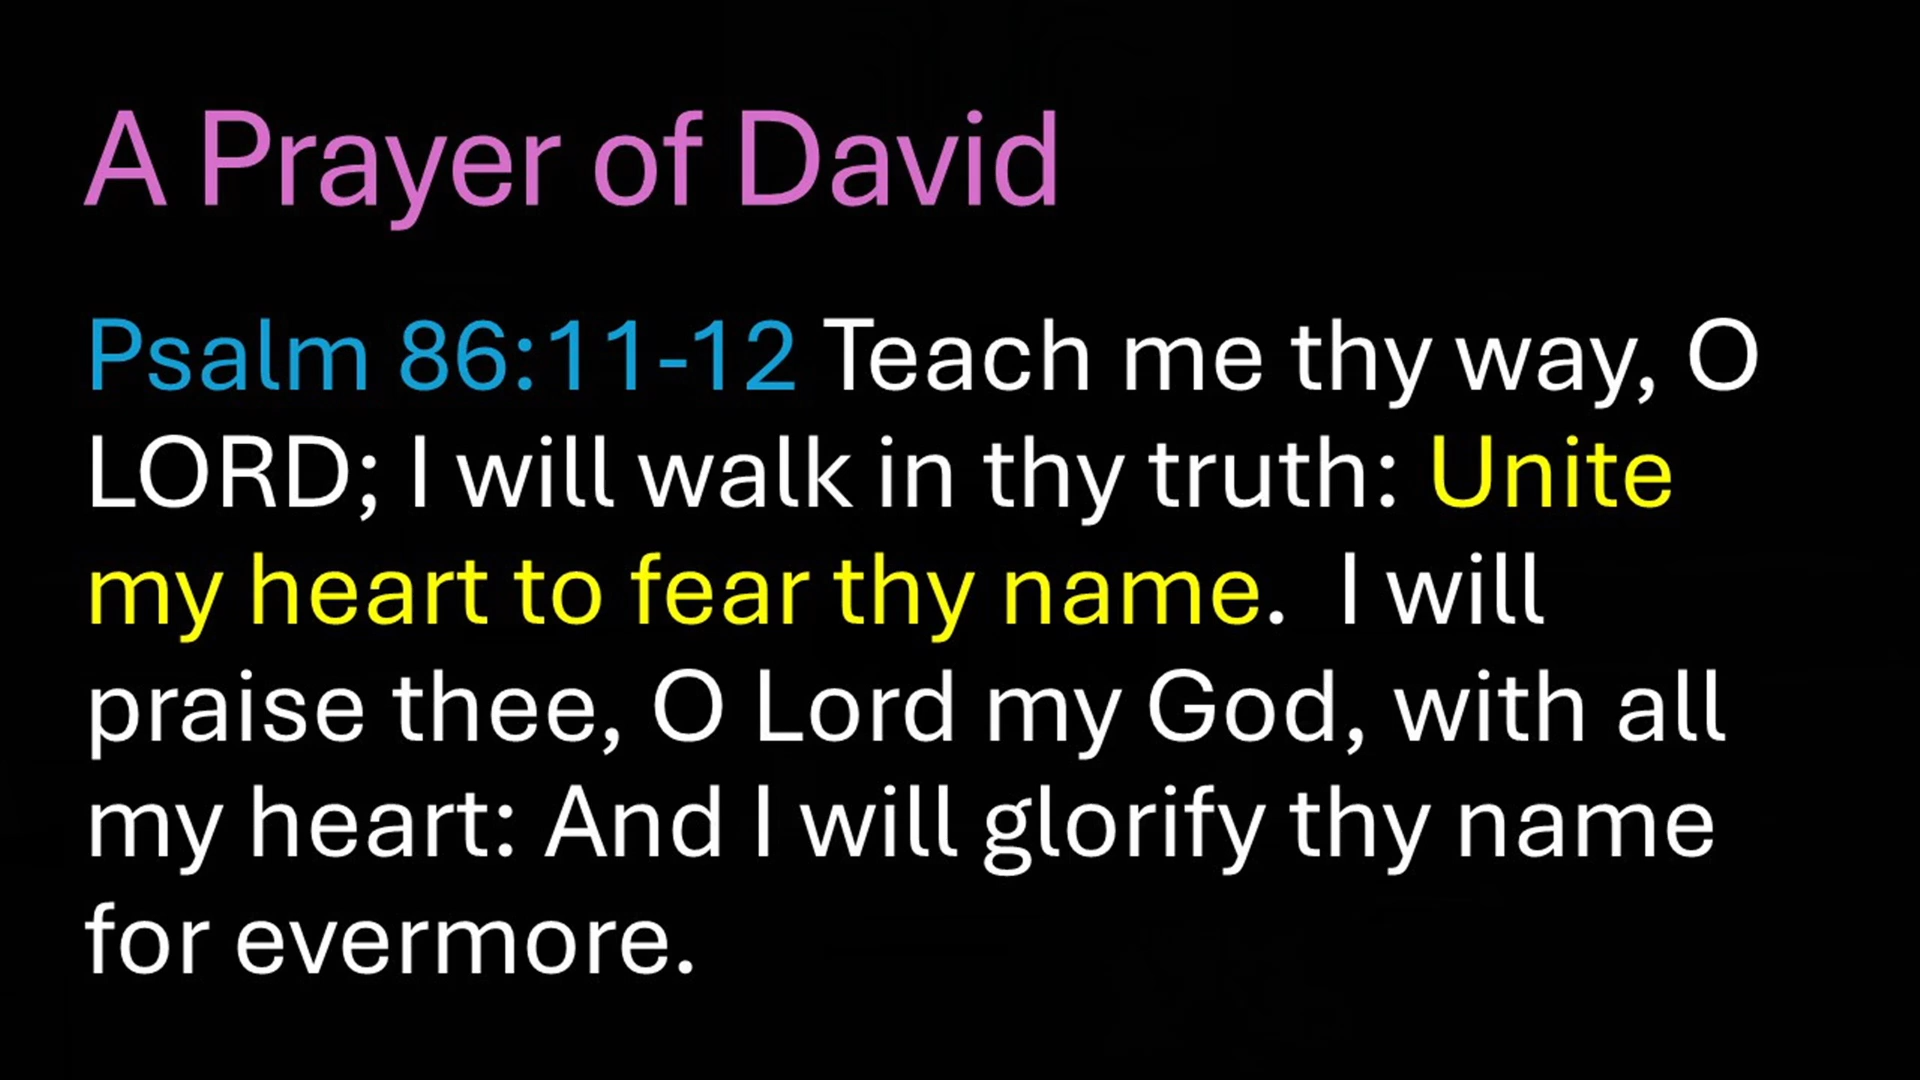 A Prayer of David
Psalm 86:11-12 Teach me thy way, O
LORD; I will walk in thy truth: Unite
my heart to fear thy name.  I will
praise thee, O Lord my God, with all
my heart: And I will glorify thy name
for evermore.